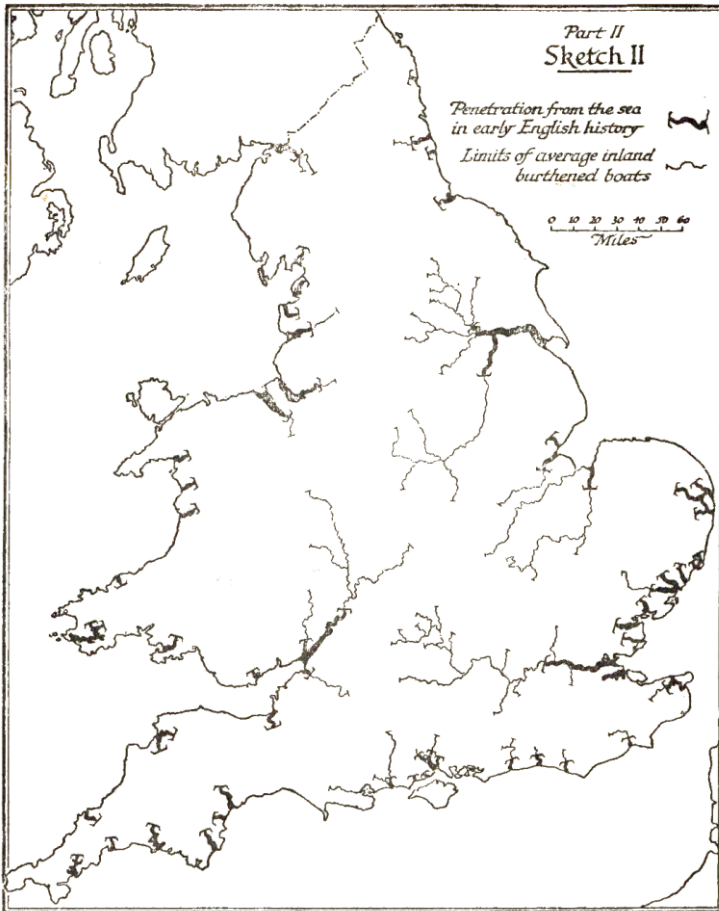 Part II
Sketch II
Penetration from the sea
in early English history
Limits of average inland
burthened boats
0 10 20 30 40 50 60
Miles